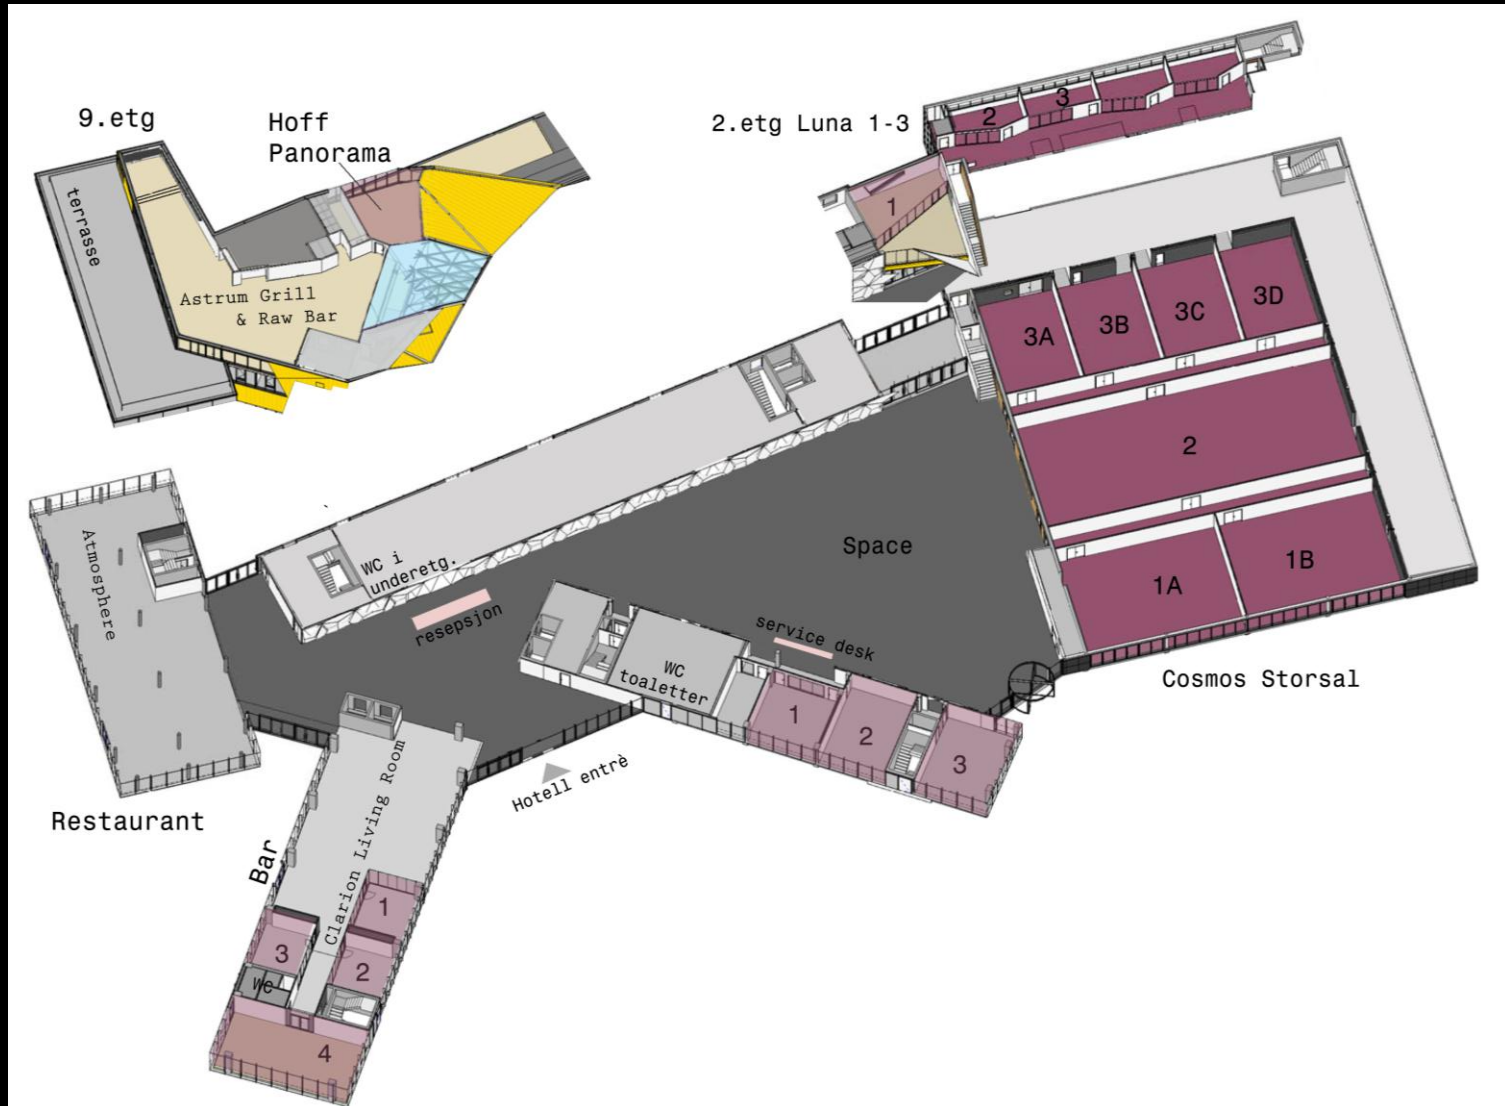 9.etg
Hoff
Panorama
terrasse
Astrum Grill
& Raw Bar
2.etg Luna 1-3
2
3
1
3A
3B
3C
3D
2
1A
1B
Cosmos Storsal
Space
WC i
underetg.
resepsjon
service desk
WC
toaletter
1
2
3
Atmosphere
Restaurant
Hotell entrè
Bar
Clarion Living Room
1
3
2
WC
4